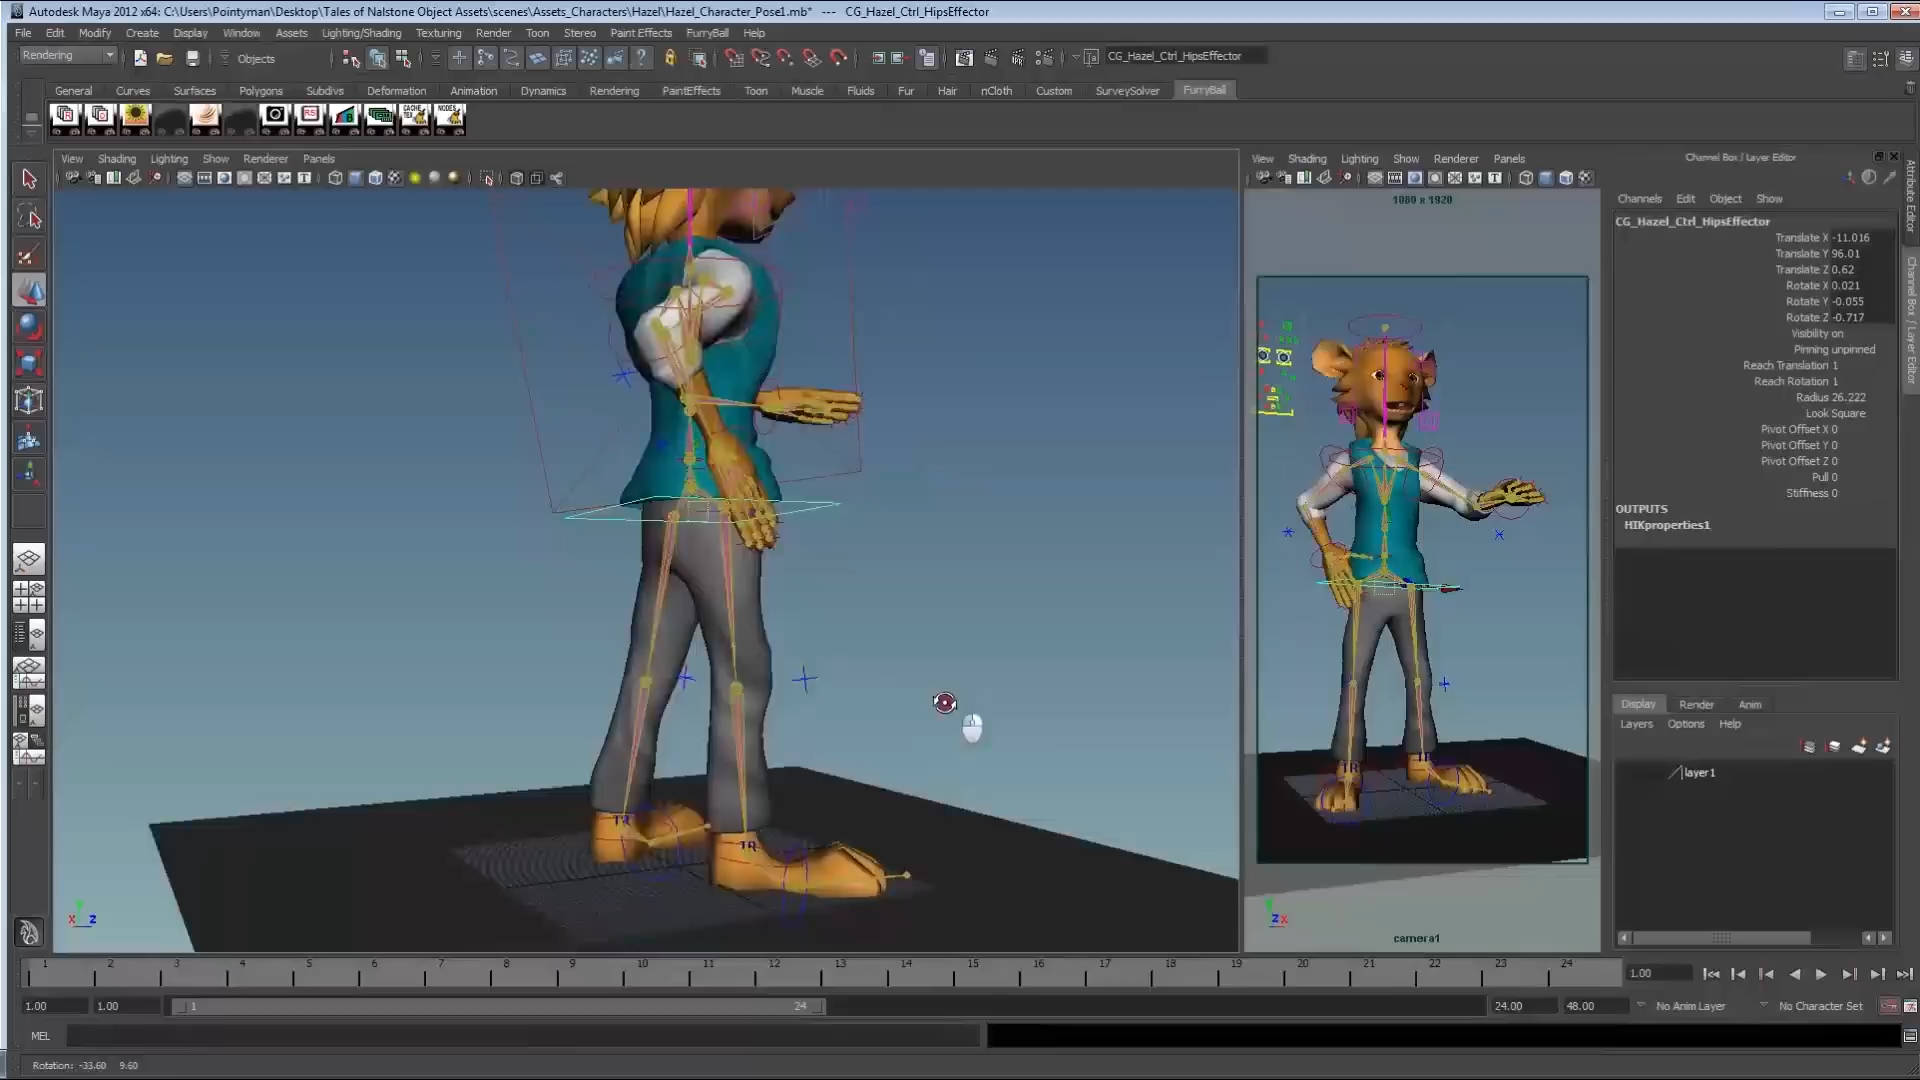 Autodesk Maya 2012 x64: C:\Users\Pointyman\Desktop\Tales of Nalstone Object Assets\scenes\Assets_Characters\Hazel\Hazel_Character_Pose1.mb* --- CG_Hazel_Ctrl_HipsEffector
File Edit Modify Create Display Window Assets Lighting/Shading Texturing Render Toon Stereo Paint Effects FurryBall Help
Rendering Objects CG_Hazel_Ctrl_HipsEffector
General Curves Surfaces Polygons Subdivs Deformation Animation Dynamics Rendering PaintEffects Toon Muscle Fluids Fur Hair nCloth Custom SurveySolver FurryBall
View Shading Lighting Show Renderer Panels
View Shading Lighting Show Renderer Panels
1080 x 1920
TR
TR
TR
camera1
Channel Box / Layer Editor
Channels Edit Object Show
CG_Hazel_Ctrl_HipsEffector
Translate X -11.016
Translate Y 96.01
Translate Z 0.62
Rotate X 0.021
Rotate Y -0.055
Rotate Z -0.717
Visibility on
Pinning unpinned
Reach Translation 1
Reach Rotation 1
Radius 26.222
Look Square
Pivot Offset X 0
Pivot Offset Y 0
Pivot Offset Z 0
Pull 0
Stiffness 0
OUTPUTS
HIKproperties1
Attribute Editor
Channel Box / Layer Editor
Display Render Anim
Layers Options Help
layer1
1 2 3 4 5 6 7 8 9 10 11 12 13 14 15 16 17 18 19 20 21 22 23 24
1.00
1.00 1.00 1 24 24.00 48.00 No Anim Layer No Character Set
MEL
Rotation: -33.60 9.60